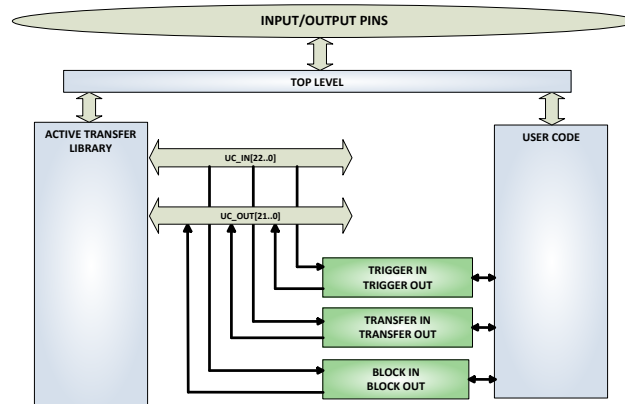 INPUT/OUTPUT PINS
TOP LEVEL
ACTIVE TRANSFER
LIBRARY
USER CODE
UC_IN[22..0]
UC_OUT[21..0]
TRIGGER IN
TRIGGER OUT
TRANSFER IN
TRANSFER OUT
BLOCK IN
BLOCK OUT